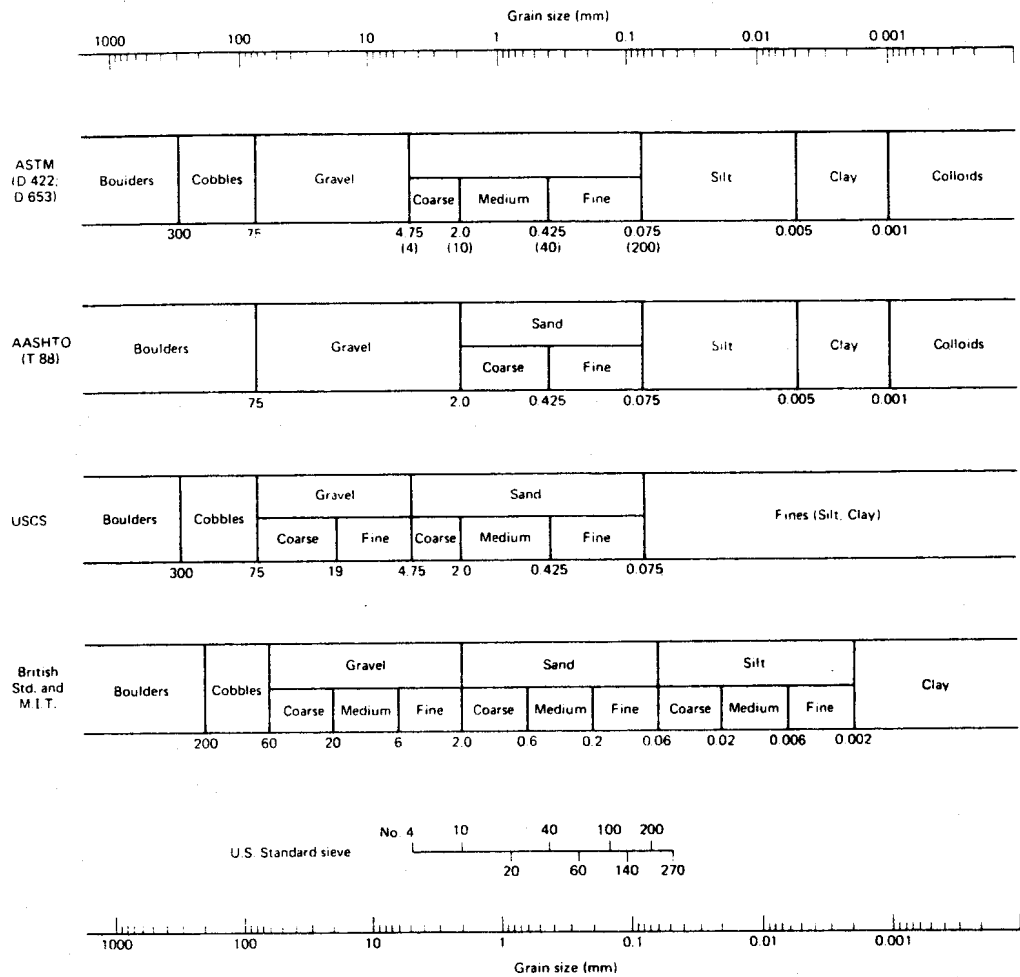 Grain size (mm)
1000 100 10 1 0.1 0.01 0 001
ASTM
(D 422;
D 653)
Bouiders Cobbles Gravel Silt Clay Colloids
Coarse Medium Fine
300 75 4 75 2.0 0.425 0.075 0.005 0.001
(4) (10) (40) (200)
AASHTO
(T 88)
Boulders Gravel Sand Silt Clay Colloids
Coarse Fine
75 2.0 0.425 0.075 0.005 0.001
USCS
Boulders Cobbles Gravel Sand Fines (Silt, Clay)
Coarse Fine Coarse Medium Fine
300 75 19 4.75 2.0 0.425 0.075
British
Std. and
M.I.T.
Boulders Cobbles Gravel Sand Silt Clay
Coarse Medium Fine Coarse Medium Fine Coarse Medium Fine
200 60 20 6 2.0 0.6 0.2 0.06 0.02 0.006 0.002
No. 4 10 40 100 200
U.S. Standard sieve
20 60 140 270
1000 100 10 1 0.1 0.01 0.001
Grain size (mm)